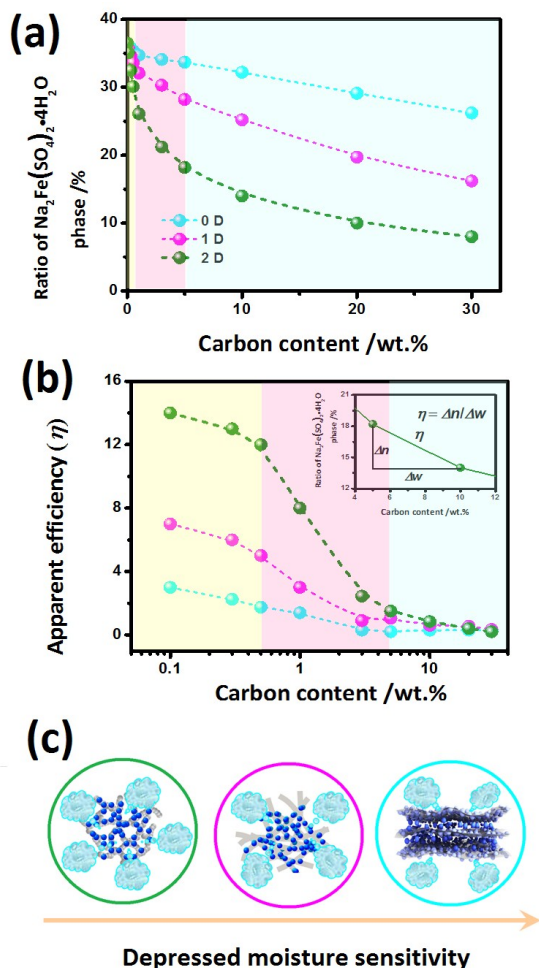 (a)
Ratio of Na2Fe(SO4)2•4H2O
phase /%
40
30
20
10
0
0 D
1 D
2 D
0 5 10 15 20 25 30
Carbon content /wt.%
(b)
Apparent efficiency (η)
16
12
8
4
0
0.1 1 10
Carbon content /wt.%
Ratio of Na2Fe(SO4)2•4H2O
phase /%
21
18
15
12
η = Δn/Δw
η
Δn
Δw
4 6 8 10 12
Carbon content /wt.%
(c)
Depressed moisture sensitivity